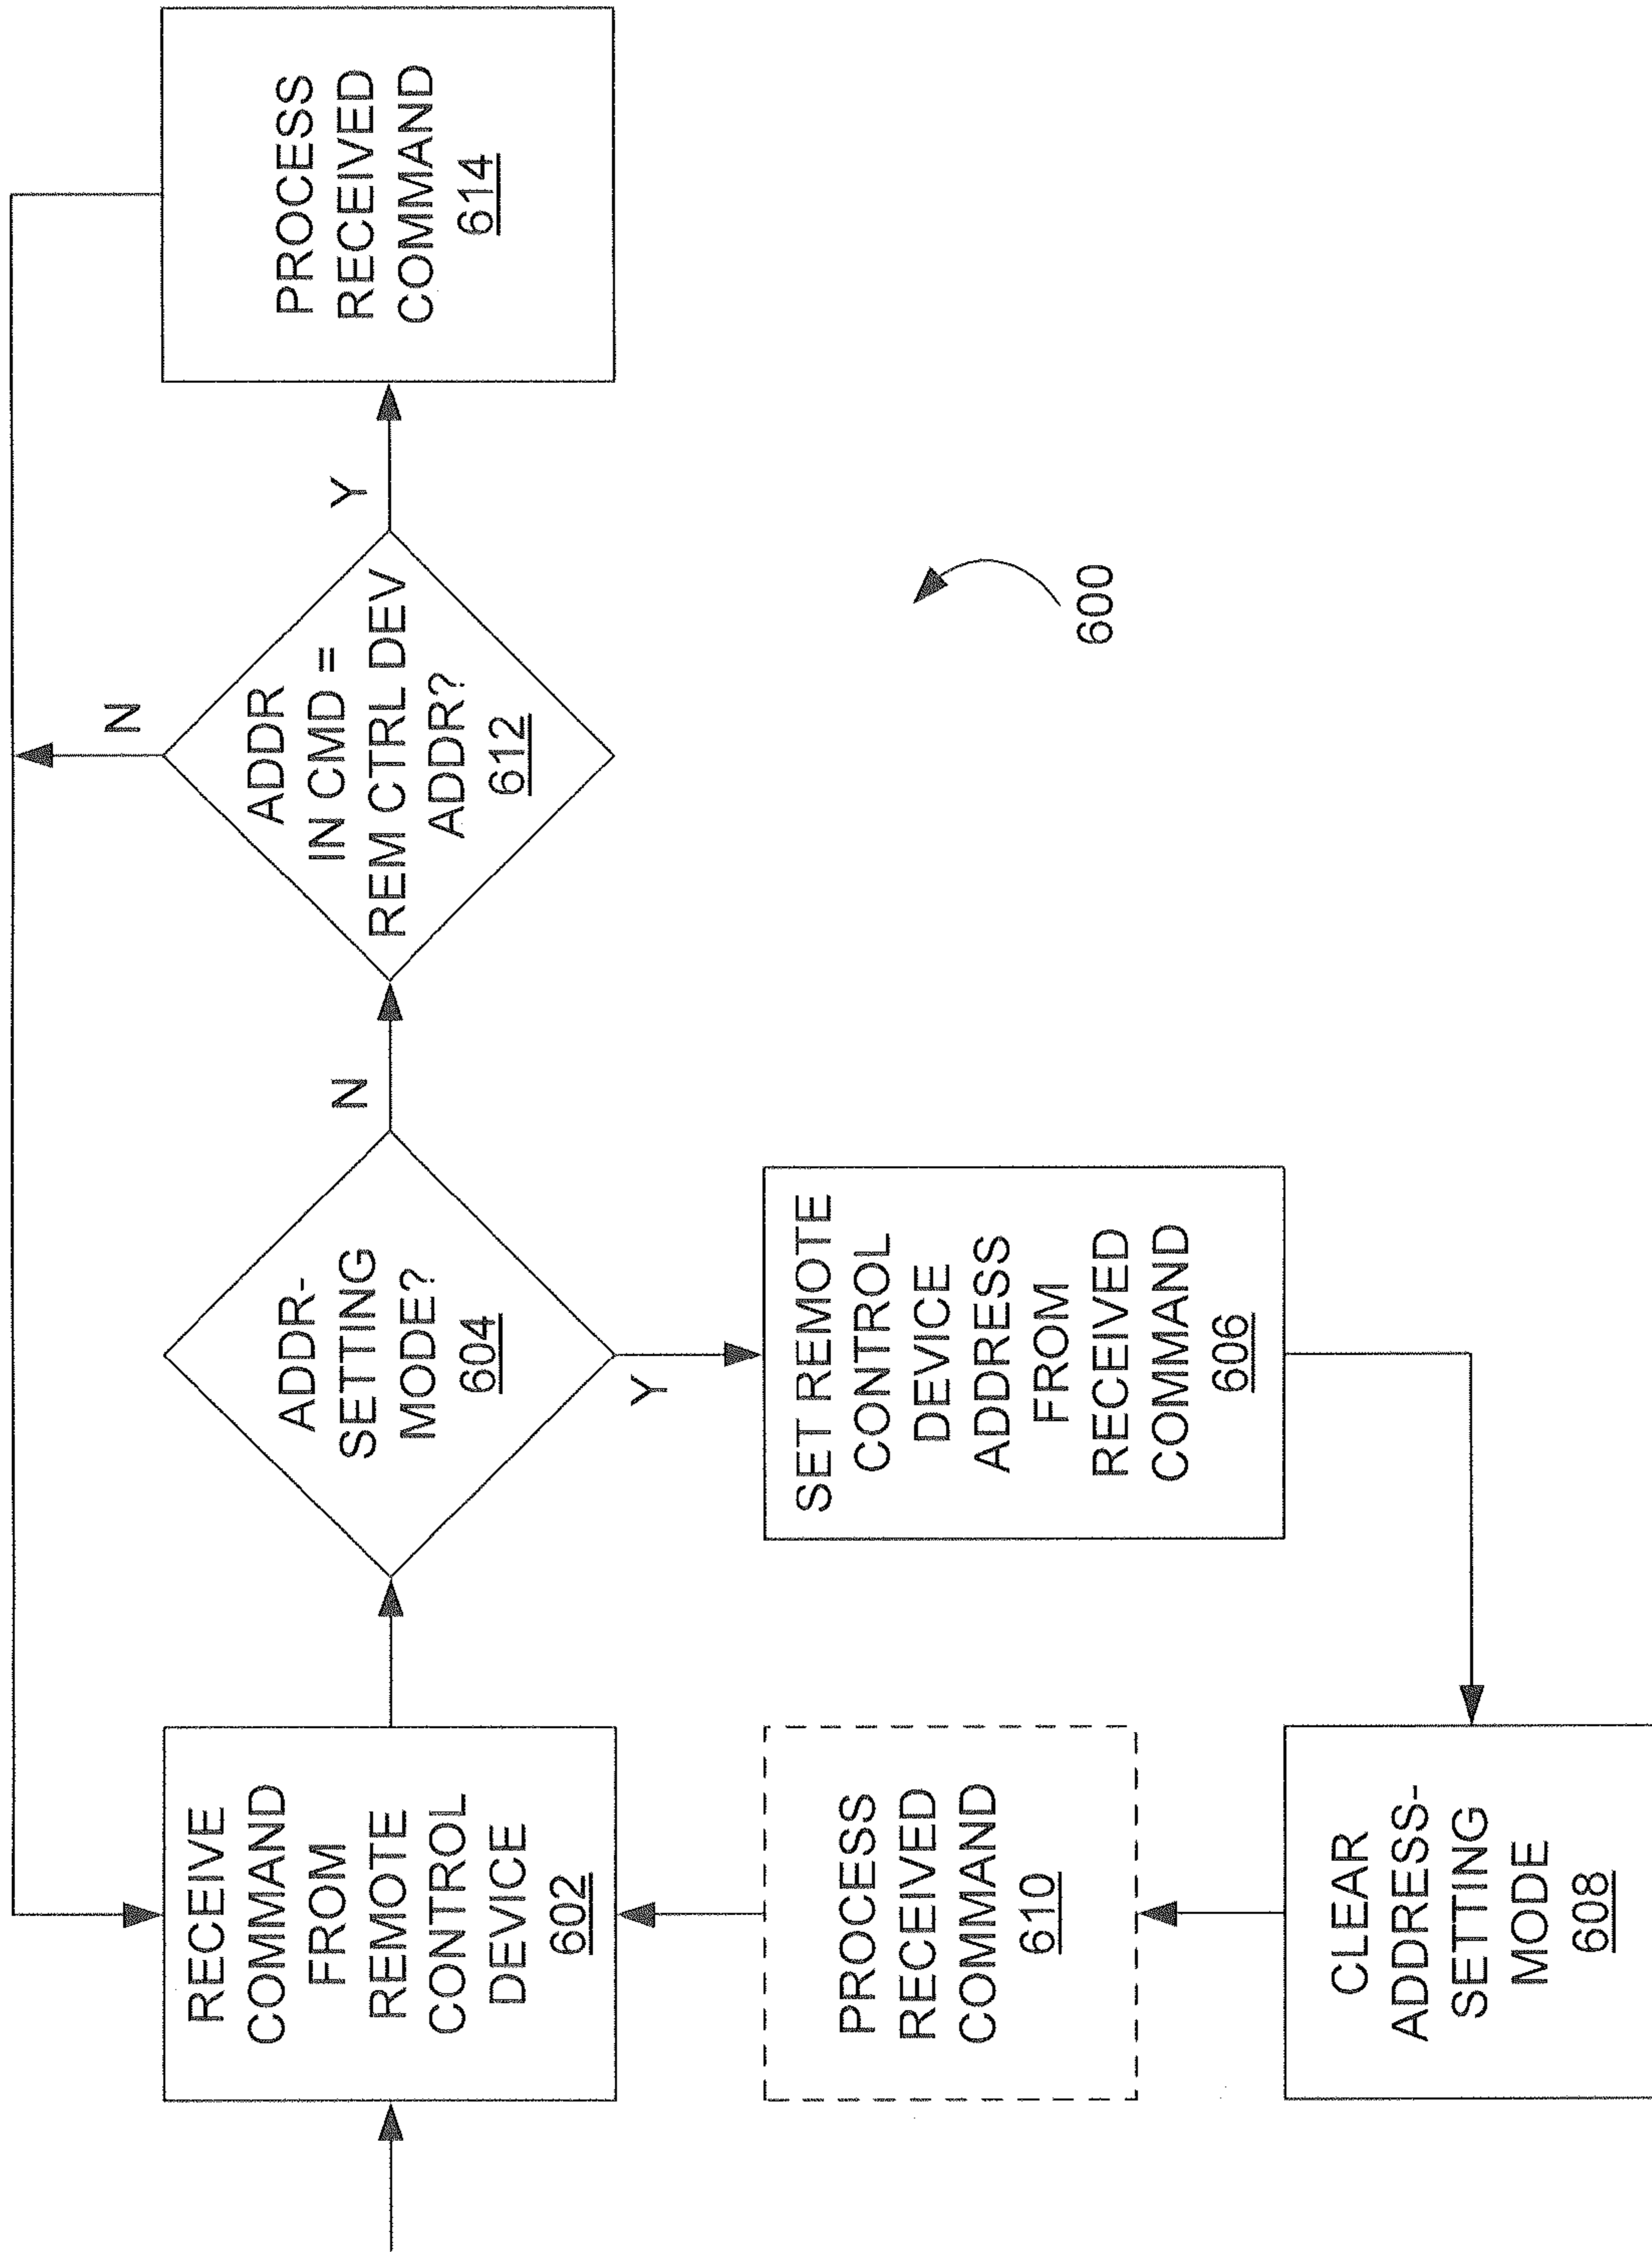 RECEIVE
COMMAND
FROM
REMOTE
CONTROL
DEVICE
602
ADDR-
SETTING
MODE?
604
N
Y
ADDR
IN CMD =
REM CTRL DEV
ADDR?
612
N
Y
PROCESS
RECEIVED
COMMAND
614
SET REMOTE
CONTROL
DEVICE
ADDRESS
FROM
RECEIVED
COMMAND
606
PROCESS
RECEIVED
COMMAND
610
CLEAR
ADDRESS-
SETTING
MODE
608
600